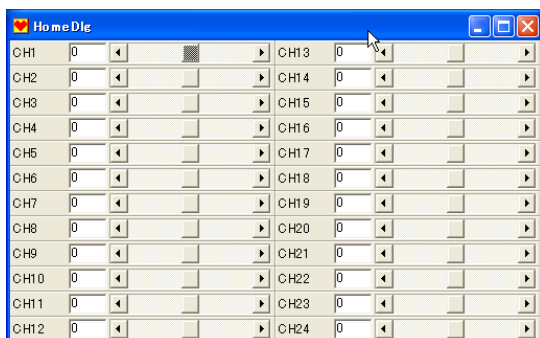 HomeDlg
CH1 0 CH13 0
CH2 0 CH14 0
CH3 0 CH15 0
CH4 0 CH16 0
CH5 0 CH17 0
CH6 0 CH18 0
CH7 0 CH19 0
CH8 0 CH20 0
CH9 0 CH21 0
CH10 0 CH22 0
CH11 0 CH23 0
CH12 0 CH24 0